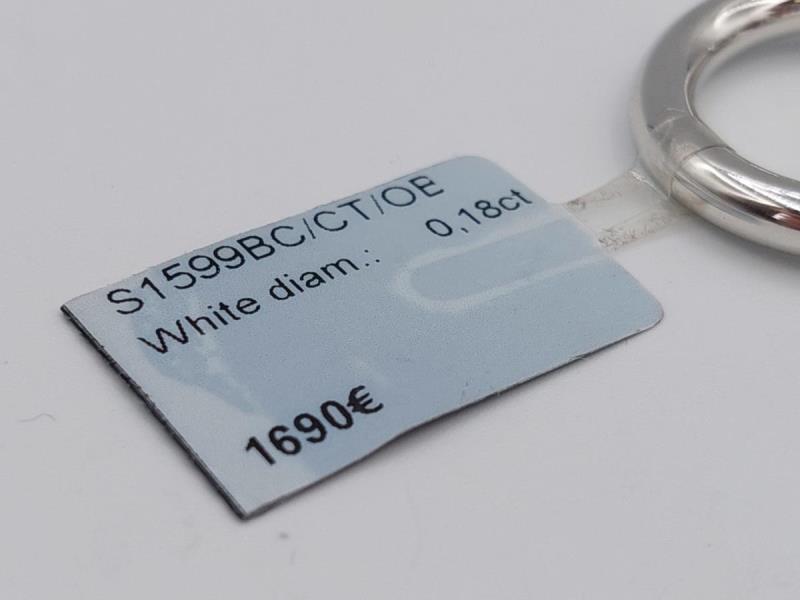 S1599BC/CT/OE
White diam.: 0,18ct
1690€